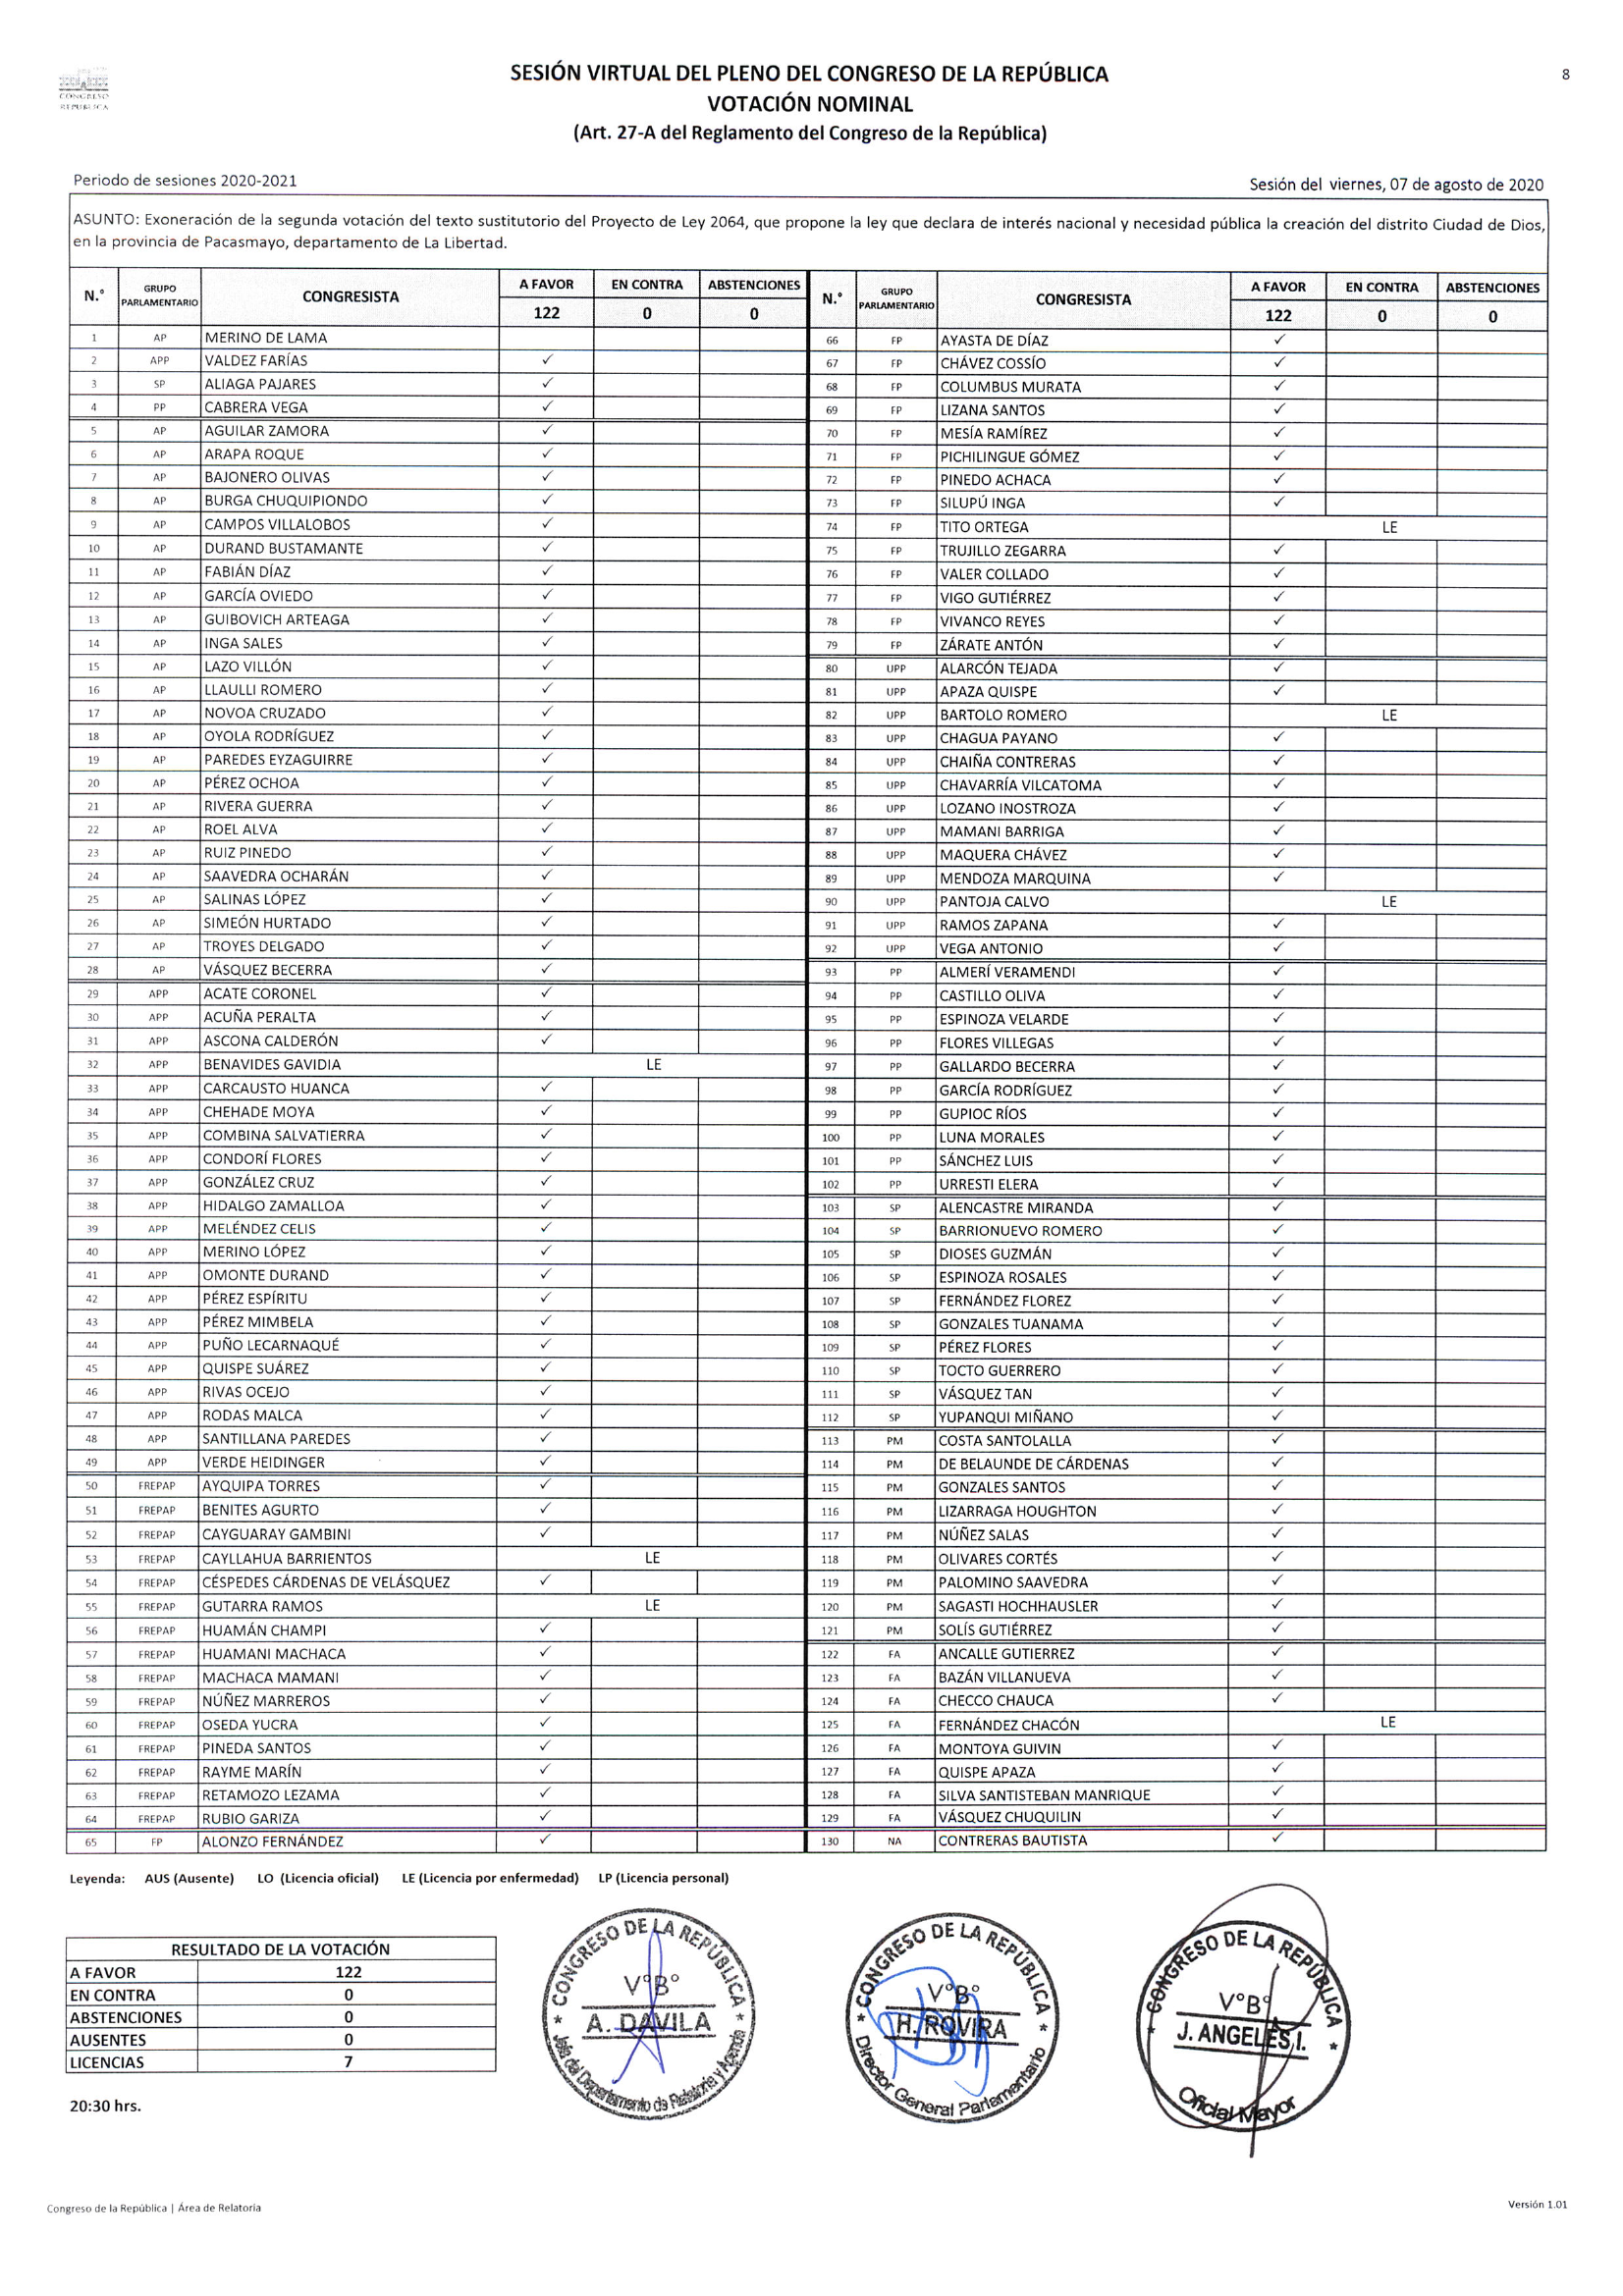 CONGRESO
REPÚBLICA
SESIÓN VIRTUAL DEL PLENO DEL CONGRESO DE LA REPÚBLICA
VOTACIÓN NOMINAL
(Art. 27-A del Reglamento del Congreso de la República)
8
Periodo de sesiones 2020-2021
Sesión del viernes, 07 de agosto de 2020
ASUNTO: Exoneración de la segunda votación del texto sustitutorio del Proyecto de Ley 2064, que propone la ley que declara de interés nacional y necesidad pública la creación del distrito Ciudad de Dios,
en la provincia de Pacasmayo, departamento de La Libertad.
N.° GRUPO PARLAMENTARIO CONGRESISTA A FAVOR EN CONTRA ABSTENCIONES
122 0 0
1 AP MERINO DE LAMA
2 APP VALDEZ FARÍAS ✓
3 SP ALIAGA PAJARES ✓
4 PP CABRERA VEGA ✓
5 AP AGUILAR ZAMORA ✓
6 AP ARAPA ROQUE ✓
7 AP BAJONERO OLIVAS ✓
8 AP BURGA CHUQUIPIONDO ✓
9 AP CAMPOS VILLALOBOS ✓
10 AP DURAND BUSTAMANTE ✓
11 AP FABIÁN DÍAZ ✓
12 AP GARCÍA OVIEDO ✓
13 AP GUIBOVICH ARTEAGA ✓
14 AP INGA SALES ✓
15 AP LAZO VILLÓN ✓
16 AP LLAULLI ROMERO ✓
17 AP NOVOA CRUZADO ✓
18 AP OYOLA RODRÍGUEZ ✓
19 AP PAREDES EYZAGUIRRE ✓
20 AP PÉREZ OCHOA ✓
21 AP RIVERA GUERRA ✓
22 AP ROEL ALVA ✓
23 AP RUIZ PINEDO ✓
24 AP SAAVEDRA OCHARÁN ✓
25 AP SALINAS LÓPEZ ✓
26 AP SIMEÓN HURTADO ✓
27 AP TROYES DELGADO ✓
28 AP VÁSQUEZ BECERRA ✓
29 APP ACATE CORONEL ✓
30 APP ACUÑA PERALTA ✓
31 APP ASCONA CALDERÓN ✓
32 APP BENAVIDES GAVIDIA LE
33 APP CARCAUSTO HUANCA ✓
34 APP CHEHADE MOYA ✓
35 APP COMBINA SALVATIERRA ✓
36 APP CONDORÍ FLORES ✓
37 APP GONZÁLEZ CRUZ ✓
38 APP HIDALGO ZAMALLOA ✓
39 APP MELÉNDEZ CELIS ✓
40 APP MERINO LÓPEZ ✓
41 APP OMONTE DURAND ✓
42 APP PÉREZ ESPÍRITU ✓
43 APP PÉREZ MIMBELA ✓
44 APP PUÑO LECARNAQUÉ ✓
45 APP QUISPE SUÁREZ ✓
46 APP RIVAS OCEJO ✓
47 APP RODAS MALCA ✓
48 APP SANTILLANA PAREDES ✓
49 APP VERDE HEIDINGER ✓
50 FREPAP AYQUIPA TORRES ✓
51 FREPAP BENITES AGURTO ✓
52 FREPAP CAYGUARAY GAMBINI ✓
53 FREPAP CAYLLAHUA BARRIENTOS LE
54 FREPAP CÉSPEDES CÁRDENAS DE VELÁSQUEZ ✓
55 FREPAP GUTARRA RAMOS LE
56 FREPAP HUAMÁN CHAMPI ✓
57 FREPAP HUAMANI MACHACA ✓
58 FREPAP MACHACA MAMANI ✓
59 FREPAP NÚÑEZ MARREROS ✓
60 FREPAP OSEDA YUCRA ✓
61 FREPAP PINEDA SANTOS ✓
62 FREPAP RAYME MARÍN ✓
63 FREPAP RETAMOZO LEZAMA ✓
64 FREPAP RUBIO GARIZA ✓
65 FP ALONZO FERNÁNDEZ ✓
N.° GRUPO PARLAMENTARIO CONGRESISTA A FAVOR EN CONTRA ABSTENCIONES
122 0 0
66 FP AYASTA DE DÍAZ ✓
67 FP CHÁVEZ COSSÍO ✓
68 FP COLUMBUS MURATA ✓
69 FP LIZANA SANTOS ✓
70 FP MESÍA RAMÍREZ ✓
71 FP PICHILINGUE GÓMEZ ✓
72 FP PINEDO ACHACA ✓
73 FP SILUPÚ INGA ✓
74 FP TITO ORTEGA LE
75 FP TRUJILLO ZEGARRA ✓
76 FP VALER COLLADO ✓
77 FP VIGO GUTIÉRREZ ✓
78 FP VIVANCO REYES ✓
79 FP ZÁRATE ANTÓN ✓
80 UPP ALARCÓN TEJADA ✓
81 UPP APAZA QUISPE ✓
82 UPP BARTOLO ROMERO LE
83 UPP CHAGUA PAYANO ✓
84 UPP CHAIÑA CONTRERAS ✓
85 UPP CHAVARRÍA VILCATOMA ✓
86 UPP LOZANO INOSTROZA ✓
87 UPP MAMANI BARRIGA ✓
88 UPP MAQUERA CHÁVEZ ✓
89 UPP MENDOZA MARQUINA ✓
90 UPP PANTOJA CALVO LE
91 UPP RAMOS ZAPANA ✓
92 UPP VEGA ANTONIO ✓
93 PP ALMERÍ VERAMENDI ✓
94 PP CASTILLO OLIVA ✓
95 PP ESPINOZA VELARDE ✓
96 PP FLORES VILLEGAS ✓
97 PP GALLARDO BECERRA ✓
98 PP GARCÍA RODRÍGUEZ ✓
99 PP GUPIOC RÍOS ✓
100 PP LUNA MORALES ✓
101 PP SÁNCHEZ LUIS ✓
102 PP URRESTI ELERA ✓
103 SP ALENCASTRE MIRANDA ✓
104 SP BARRIONUEVO ROMERO ✓
105 SP DIOSES GUZMÁN ✓
106 SP ESPINOZA ROSALES ✓
107 SP FERNÁNDEZ FLOREZ ✓
108 SP GONZALES TUANAMA ✓
109 SP PÉREZ FLORES ✓
110 SP TOCTO GUERRERO ✓
111 SP VÁSQUEZ TAN ✓
112 SP YUPANQUI MIÑANO ✓
113 PM COSTA SANTOLALLA ✓
114 PM DE BELAUNDE DE CÁRDENAS ✓
115 PM GONZALES SANTOS ✓
116 PM LIZARRAGA HOUGHTON ✓
117 PM NÚÑEZ SALAS ✓
118 PM OLIVARES CORTÉS ✓
119 PM PALOMINO SAAVEDRA ✓
120 PM SAGASTI HOCHHAUSLER ✓
121 PM SOLÍS GUTIÉRREZ ✓
122 FA ANCALLE GUTIERREZ ✓
123 FA BAZÁN VILLANUEVA ✓
124 FA CHECCO CHAUCA ✓
125 FA FERNÁNDEZ CHACÓN LE
126 FA MONTOYA GUIVIN ✓
127 FA QUISPE APAZA ✓
128 FA SILVA SANTISTEBAN MANRIQUE ✓
129 FA VÁSQUEZ CHUQUILIN ✓
130 NA CONTRERAS BAUTISTA ✓
Leyenda: AUS (Ausente) LO (Licencia oficial) LE (Licencia por enfermedad) LP (Licencia personal)
RESULTADO DE LA VOTACIÓN
A FAVOR 122
EN CONTRA 0
ABSTENCIONES 0
AUSENTES 0
LICENCIAS 7
20:30 hrs.
CONGRESO DE LA REPÚBLICA
V°B°
A. DAVILA
Jefa del Departamento de Relatoría y Agenda
CONGRESO DE LA REPÚBLICA
V°B°
H. ROVIRA
Director General Parlamentario
CONGRESO DE LA REPÚBLICA
V°B°
J. ANGELES I.
Oficial Mayor
Congreso de la República | Área de Relatoria
Versión 1.01